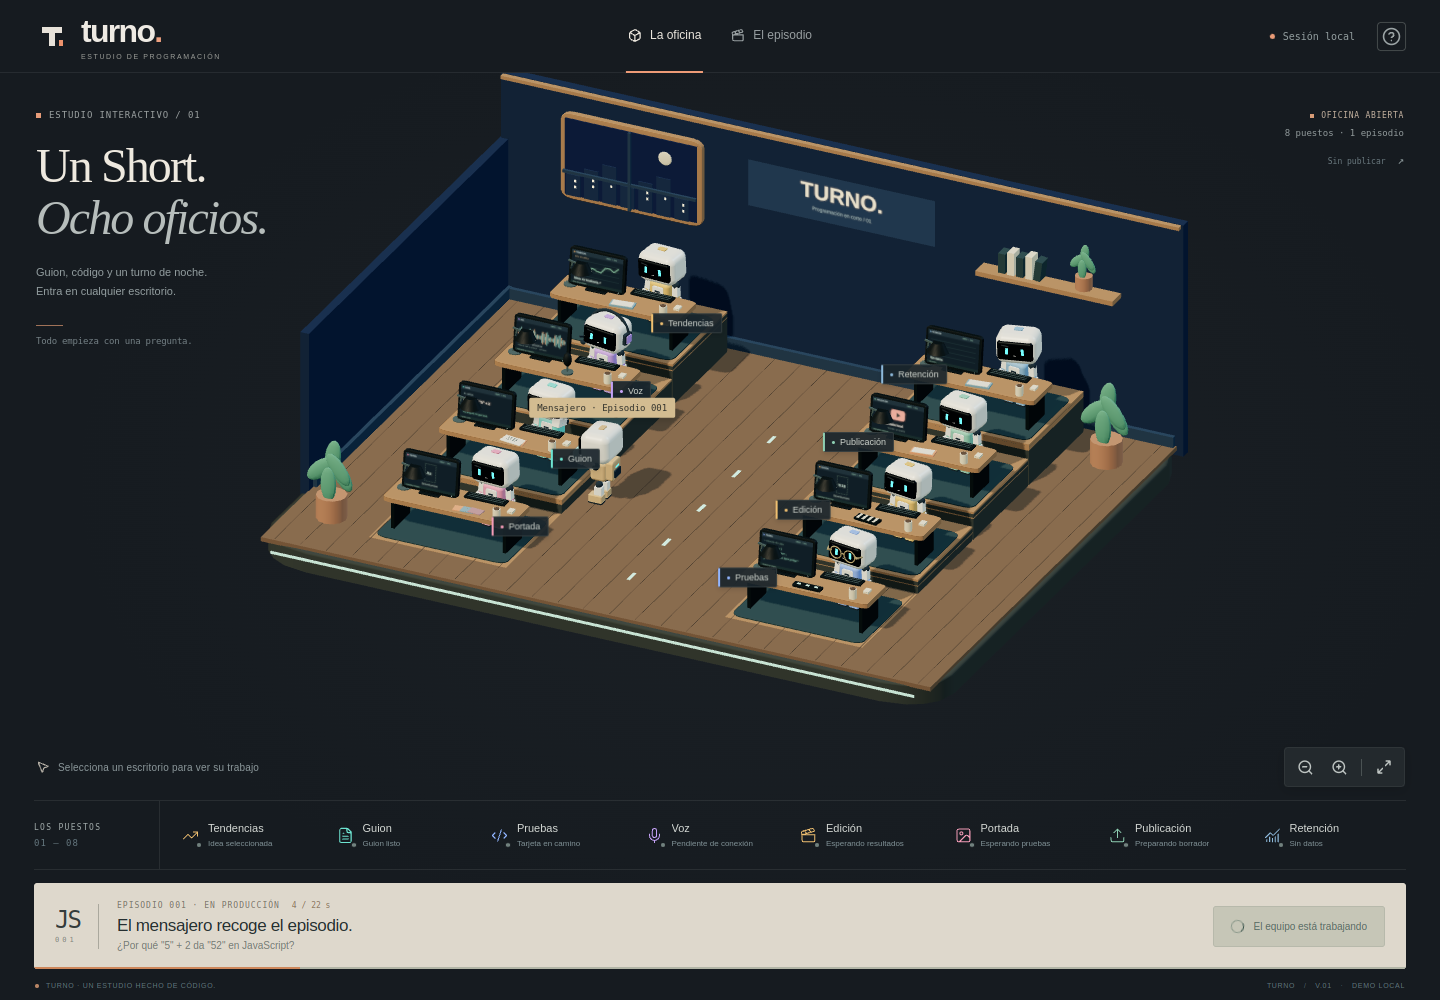 turno.
ESTUDIO DE PROGRAMACIÓN
La oficina
El episodio
Sesión local
ESTUDIO INTERACTIVO / 01
Un Short.
Ocho oficios.
Guion, código y un turno de noche.
Entra en cualquier escritorio.
Todo empieza con una pregunta.
OFICINA ABIERTA
8 puestos · 1 episodio
Sin publicar ↗
TURNO.
Tendencias
Voz
Mensajero · Episodio 001
Guion
Portada
Retención
Publicación
Edición
Pruebas
Selecciona un escritorio para ver su trabajo
LOS PUESTOS
01 — 08
Tendencias
Idea seleccionada
Guion
Guion listo
Pruebas
Tarjeta en camino
Voz
Pendiente de conexión
Edición
Esperando resultados
Portada
Esperando pruebas
Publicación
Preparando borrador
Retención
Sin datos
JS
001
EPISODIO 001 · EN PRODUCCIÓN 4 / 22 s
El mensajero recoge el episodio.
¿Por qué "5" + 2 da "52" en JavaScript?
El equipo está trabajando
TURNO · UN ESTUDIO HECHO DE CÓDIGO.
TURNO / V.01 · DEMO LOCAL